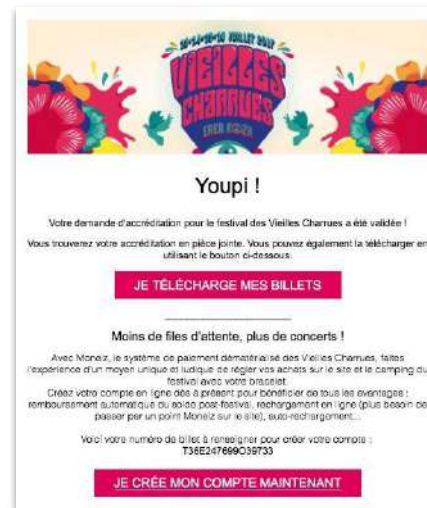 JUILLET
VIEILLES
CHARRUES
Youpi !
Votre demande d'accréditation pour le festival des Vieilles Charrues a été validée !
Vous trouverez votre accréditation en pièce jointe. Vous pouvez également la télécharger en
utilisant le bouton ci-dessous.
JE TÉLÉCHARGE MES BILLETS
Moins de files d'attente, plus de concerts !
Avec Moneiz, le système de paiement dématérialisé des Vieilles Charrues, faites
l'expérience d'un moyen unique et ludique de régler vos achats sur le site et le camping du
festival avec votre bracelet.
Créez votre compte en ligne dès à présent pour bénéficier de tous les avantages :
remboursement automatique du solde post-festival, rechargement en ligne (plus besoin de
passer par un point Moneiz sur le site), auto-rechargement...
Voici votre numéro de billet à renseigner pour créer votre compte :
JE CRÉE MON COMPTE MAINTENANT